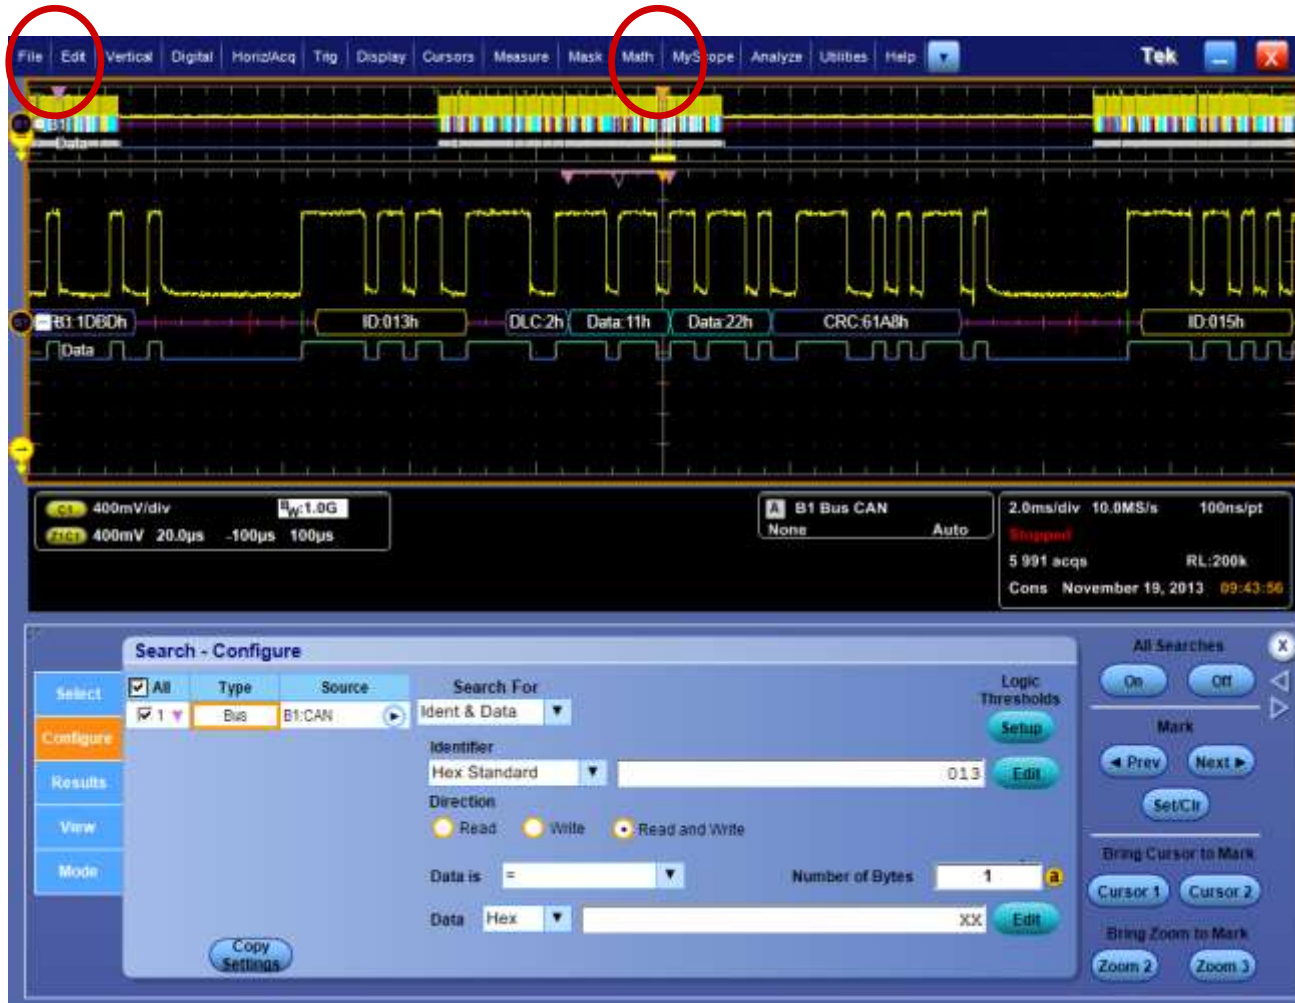 File Edit Vertical Digital Horiz/Acq Trig Display Cursors Measure Mask Math MyScope Analyze Utilities Help Tek X
Data
B1:1DBDh ID:013h DLC:2h Data:11h Data:22h CRC:61A8h ID:015h
Data
C1 400mV/div BW:1.0G
Z1C1 400mV 20.0µs -100µs 100µs
A B1 Bus CAN
None Auto
2.0ms/div 10.0MS/s 100ns/pt
Stopped
5 991 acqs RL:200k
Cons November 19, 2013 09:43:56
Search - Configure
Select
Configure
Results
View
Mode
All Type Source
1 Bus B1:CAN
Copy
Settings
Search For
Ident & Data
Identifier
Hex Standard 013 Edit
Direction
Read Write Read and Write
Data is = Number of Bytes 1 a
Data Hex XX Edit
Logic
Thresholds
Setup
All Searches X
On Off
Mark
Prev Next
Set/Clr
Bring Cursor to Mark
Cursor 1 Cursor 2
Bring Zoom to Mark
Zoom 2 Zoom 3